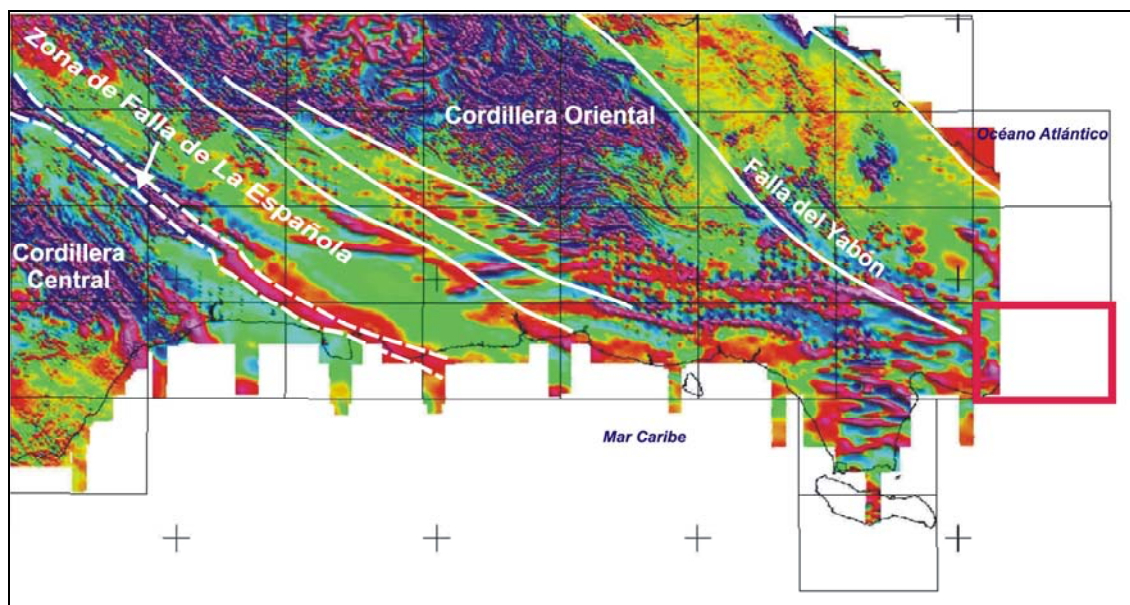 Zona de Falla de La Española
Cordillera Oriental
Océano Atlántico
Falla del Yabon
Cordillera
Central
Mar Caribe